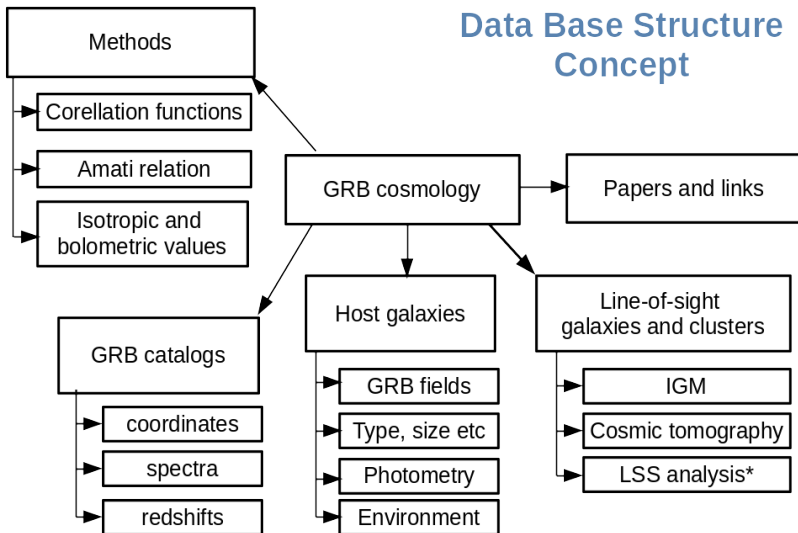 Data Base Structure
Concept
Methods
Corellation functions
Amati relation
Isotropic and
bolometric values
GRB cosmology
Papers and links
GRB catalogs
coordinates
spectra
redshifts
Host galaxies
GRB fields
Type, size etc
Photometry
Environment
Line-of-sight
galaxies and clusters
IGM
Cosmic tomography
LSS analysis*